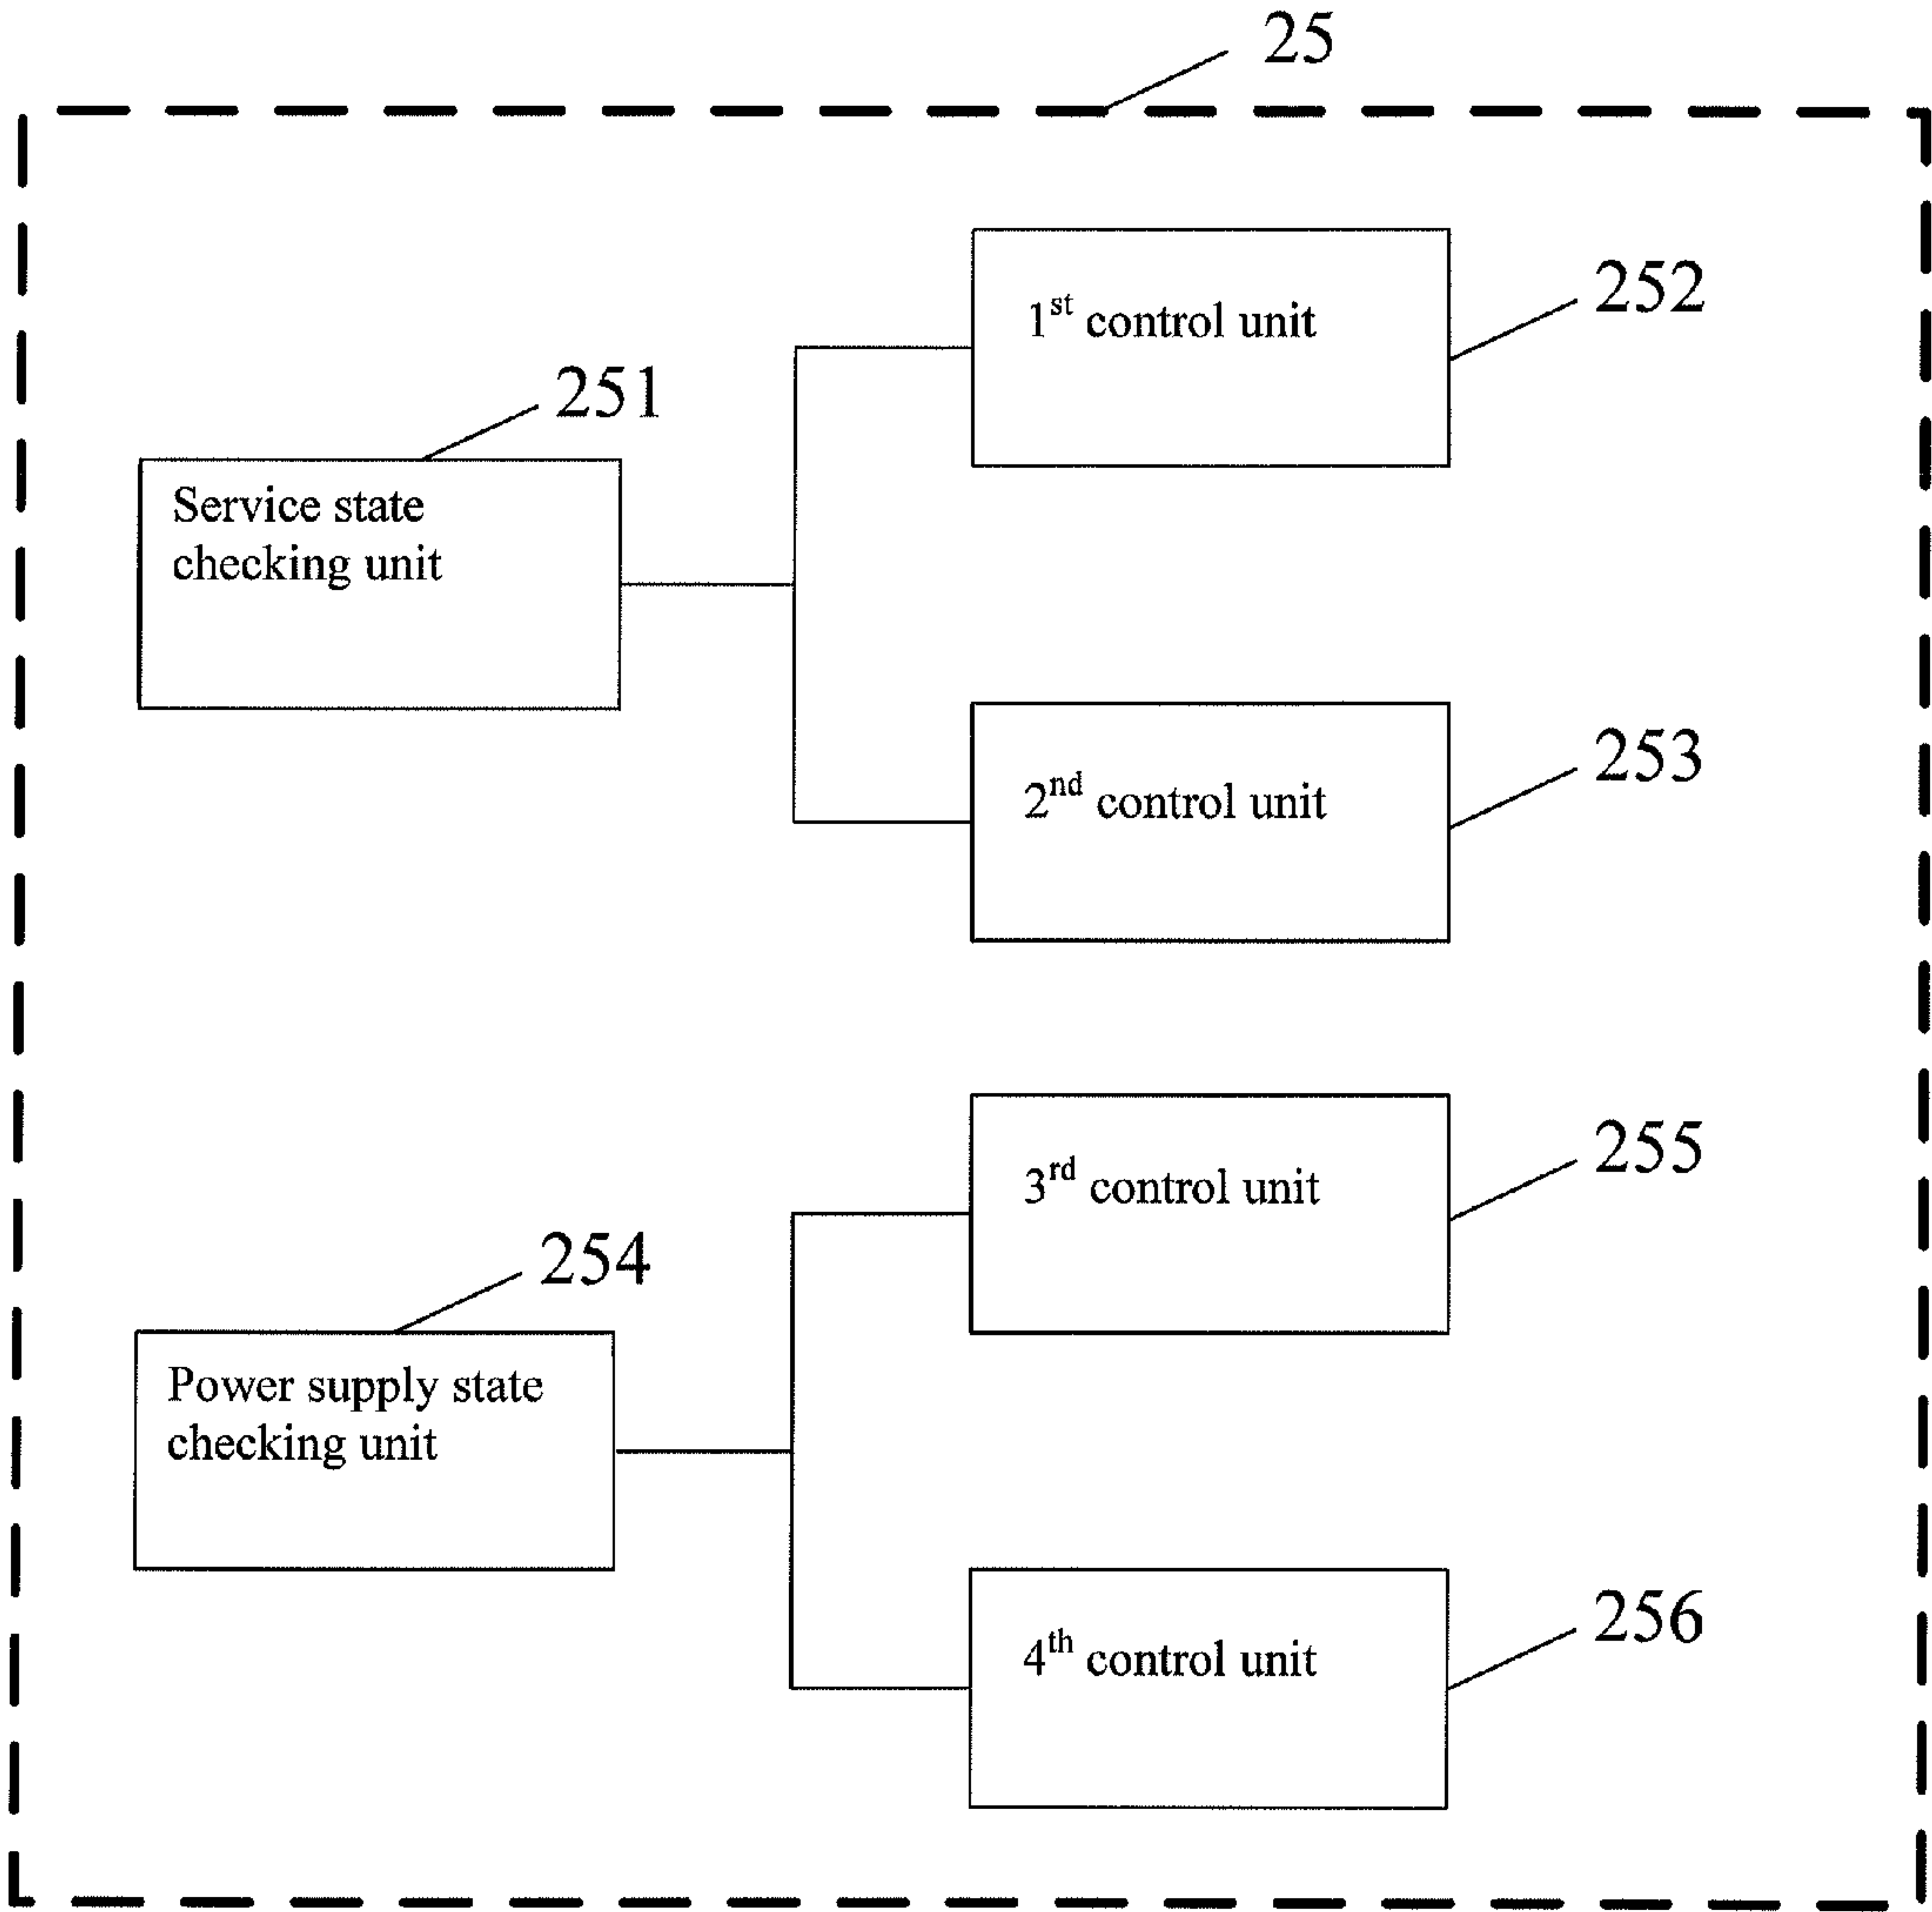 25
1st control unit
252
251
Service state
checking unit
2nd control unit
253
3rd control unit
255
254
Power supply state
checking unit
4th control unit
256